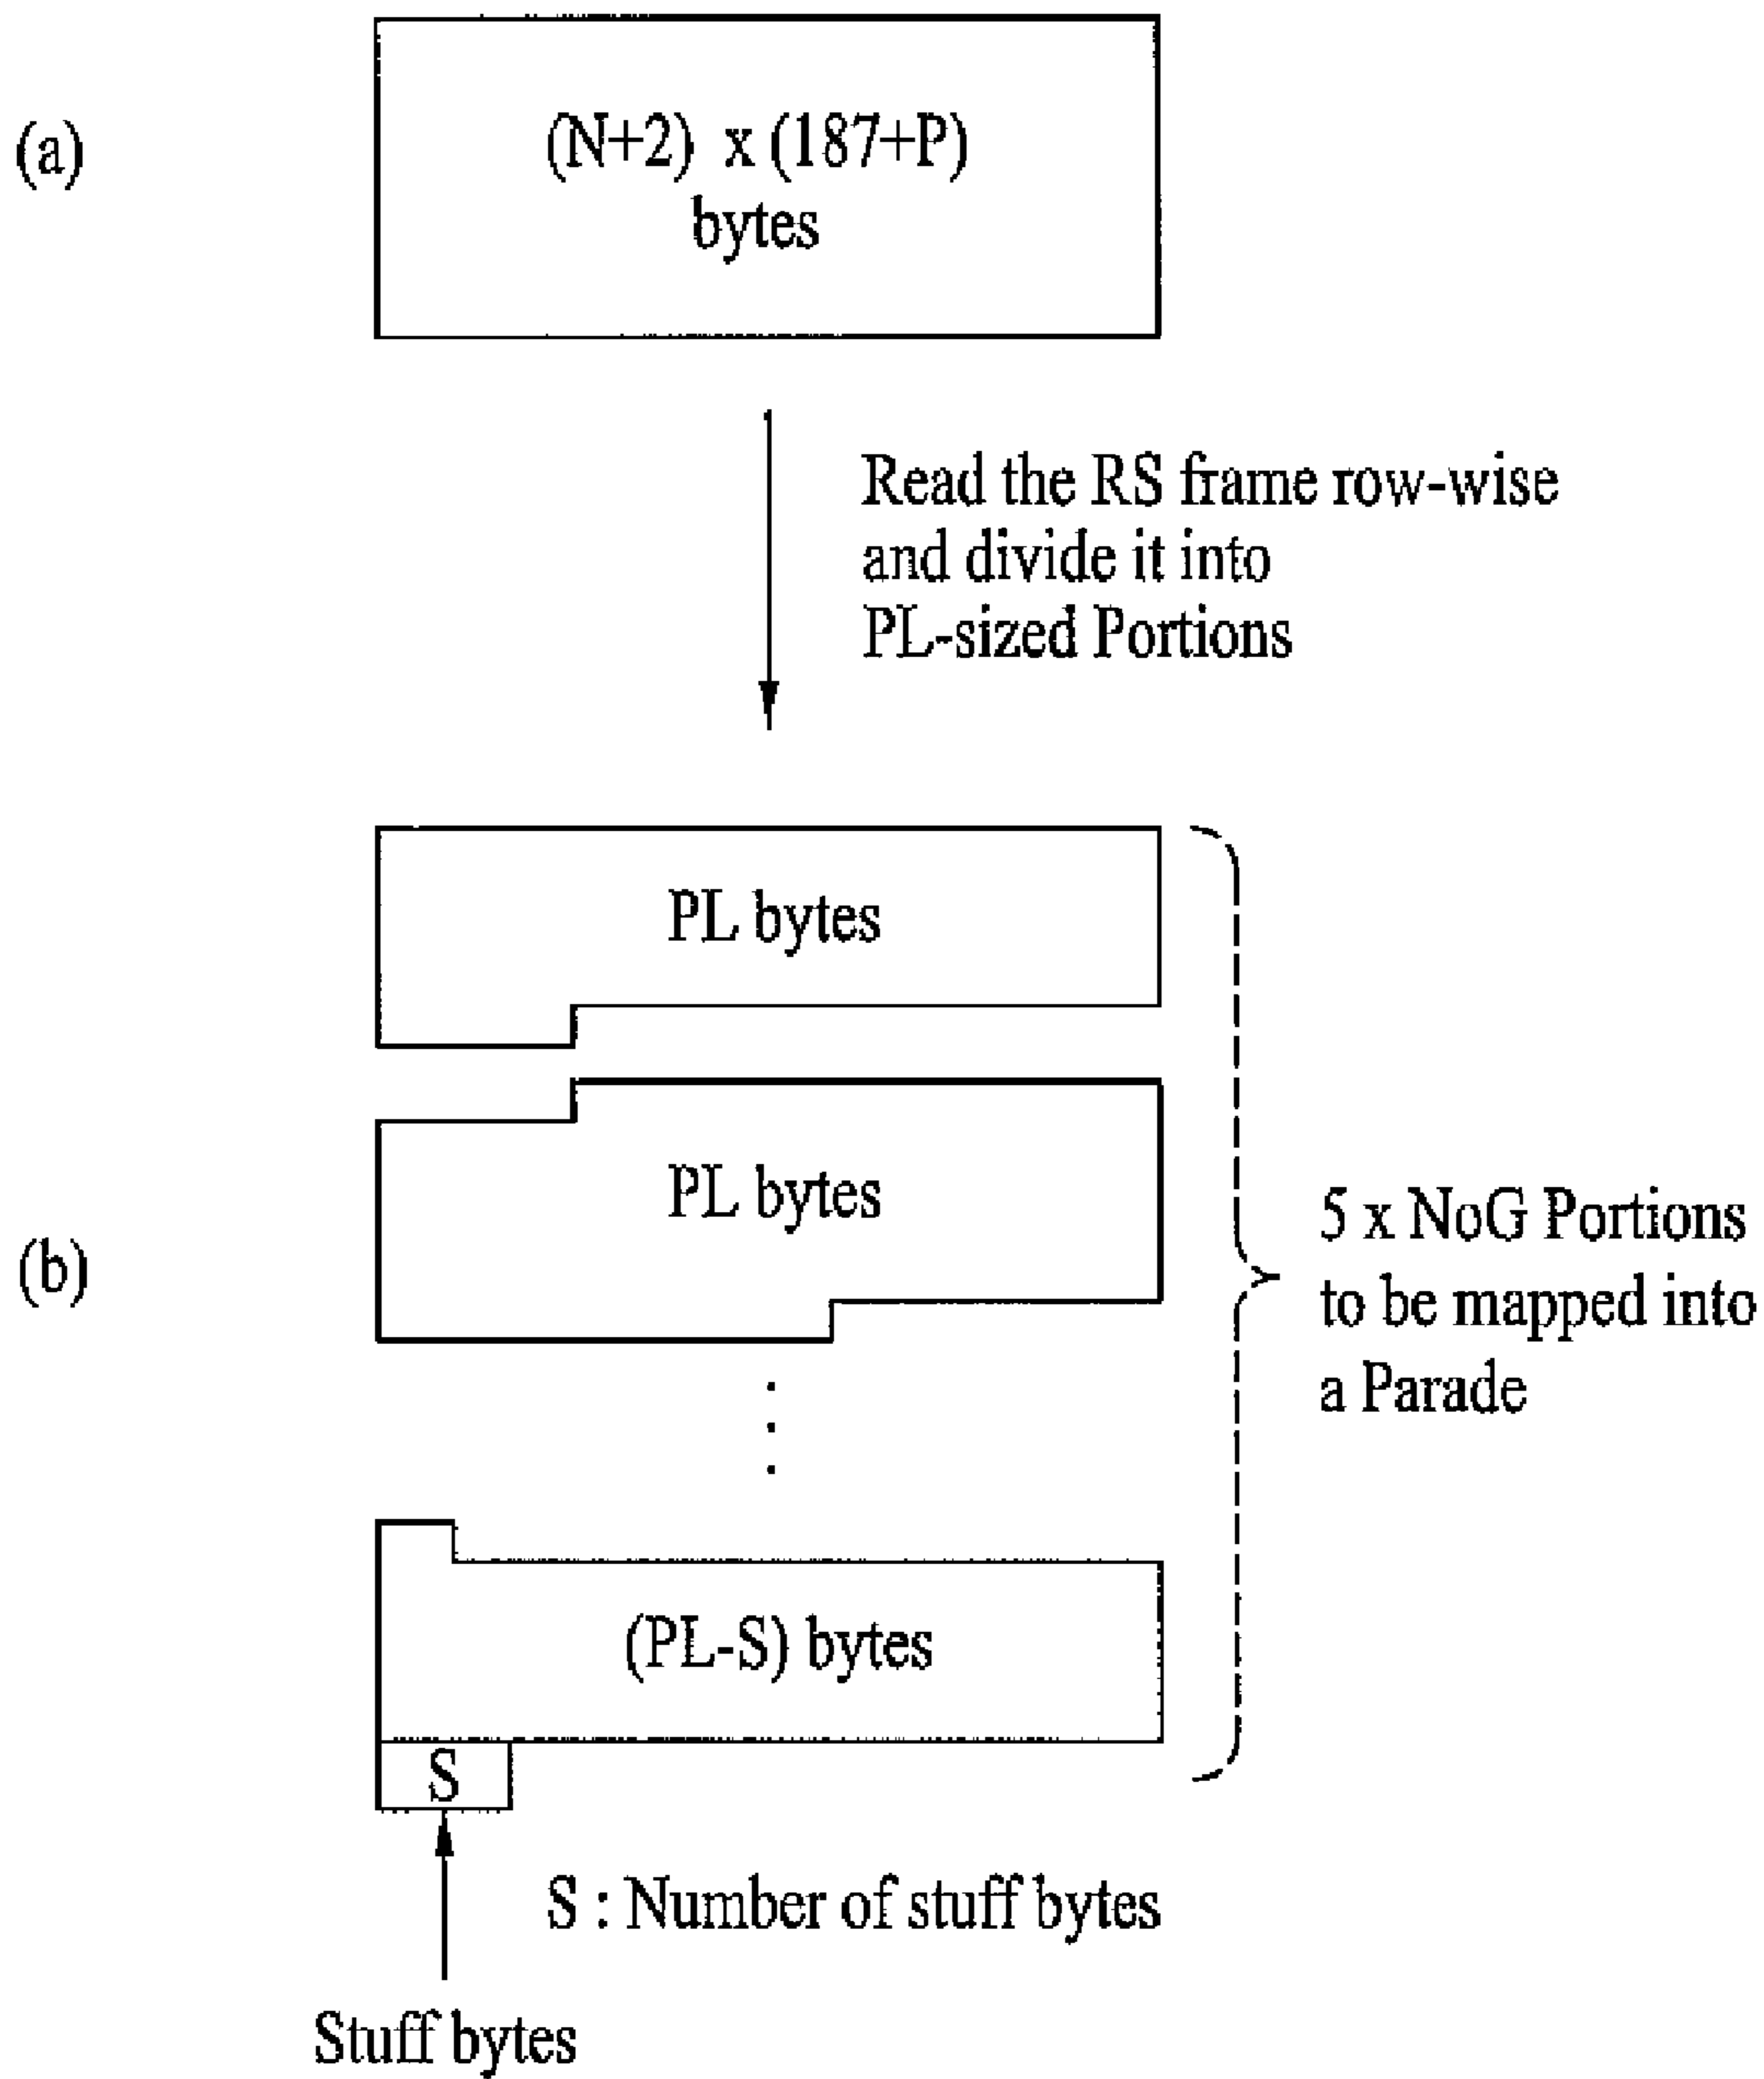 (a)
(N+2) x (187+P)
bytes
Read the RS frame row-wise
and divide it into
PL-sized Portions
PL bytes
PL bytes
(b)
5 x NoG Portions
to be mapped into
a Parade
(PL-S) bytes
S
S : Number of stuff bytes
Stuff bytes